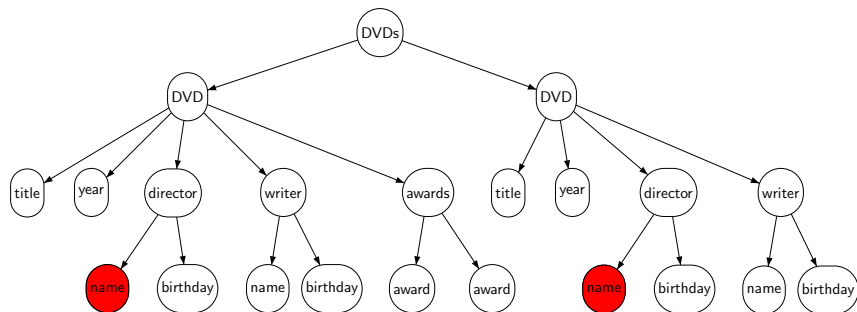 DVDs
DVD DVD
title year director writer awards title year director writer
name birthday name birthday award award name birthday name birthday